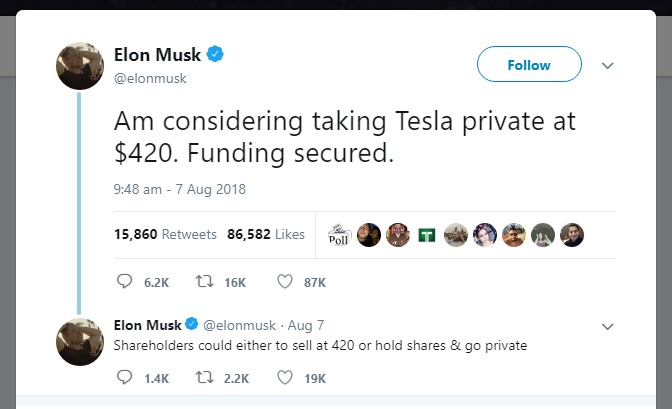 Elon Musk
@elonmusk
Follow
Am considering taking Tesla private at
$420. Funding secured.
9:48 am - 7 Aug 2018
15,860 Retweets 86,582 Likes
Poll
T
6.2K 16K 87K
Elon Musk @elonmusk · Aug 7
Shareholders could either to sell at 420 or hold shares & go private
1.4K 2.2K 19K